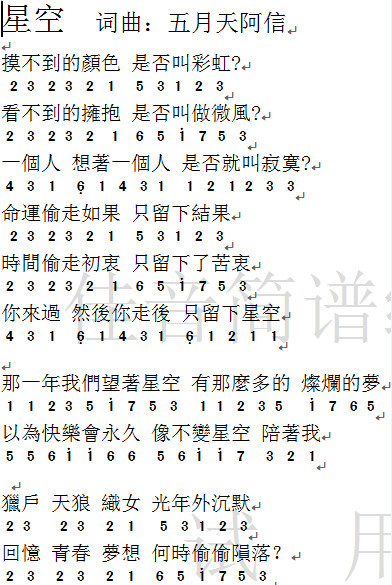 星空 词曲：五月天阿信
摸不到的顏色 是否叫彩虹?
2 3 2 3 2 1 5 3 1 2 3
看不到的擁抱 是否叫做微風?
2 3 2 3 2 1 6 5 i 7 5 3
一個人 想著一個人 是否就叫寂寞?
4 3 1 6̣ 1 4 3 1 1 2 1 2 3 3
命運偷走如果 只留下結果
2 3 2 3 2 1 5 3 1 2 3
時間偷走初衷 只留下了苦衷
2 3 2 3 2 1 6 5 i 7 5 3
你來過 然後你走後 只留下星空
4 3 1 6̣ 1 4 3 1 6̣ 1 2 1 1
那一年我們望著星空 有那麼多的 燦爛的夢
1 1 2 3 5 i 7 5 3 1 1 2 3 5 i 7 6 5
以為快樂會永久 像不變星空 陪著我
5 5 6 i i 6 6 5 6 i i 7 3 2 1
獵戶 天狼 織女 光年外沉默
2 3 2 3 2 1 5 3 1 2 3
回憶 青春 夢想 何時偷偷隕落？
2 3 2 3 2 1 6 5 i 7 5 3
佳音简谱
试用